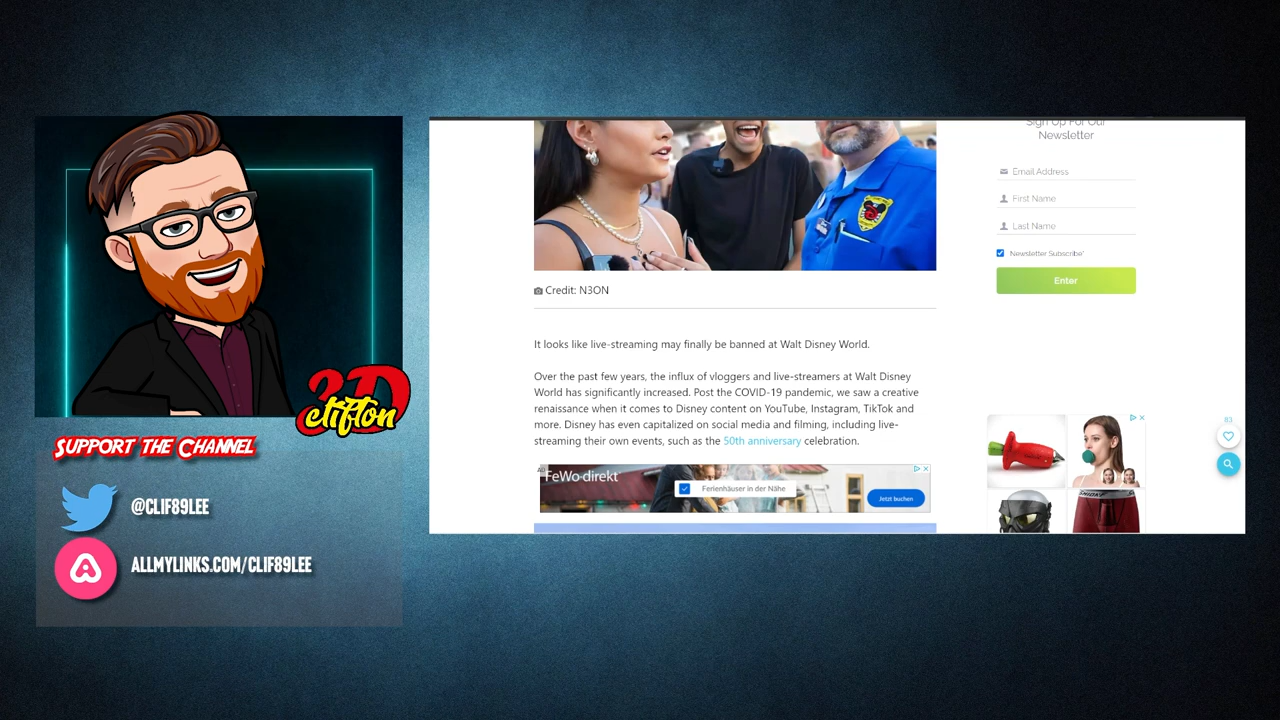 2D
clifton
SUPPORT THE CHANNEL
@CLIF89LEE
ALLMYLINKS.COM/CLIF89LEE
Credit: N3ON
It looks like live-streaming may finally be banned at Walt Disney World.
Over the past few years, the influx of vloggers and live-streamers at Walt Disney
World has significantly increased. Post the COVID-19 pandemic, we saw a creative
renaissance when it comes to Disney content on YouTube, Instagram, TikTok and
more. Disney has even capitalized on social media and filming, including live-
streaming their own events, such as the 50th anniversary celebration.
AD
FeWo-direkt
Ferienhäuser in der Nähe
Jetzt buchen
Sign Up For Our
Newsletter
Email Address
First Name
Last Name
Newsletter Subscribe*
Enter
83